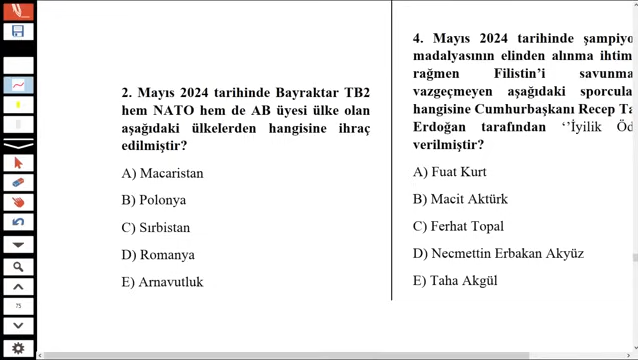 2. Mayıs 2024 tarihinde Bayraktar TB2
hem NATO hem de AB üyesi ülke olan
aşağıdaki ülkelerden hangisine ihraç
edilmiştir?
A) Macaristan
B) Polonya
C) Sırbistan
D) Romanya
E) Arnavutluk
4. Mayıs 2024 tarihinde şampiyo
madalyasının elinden alınma ihtim
rağmen Filistin'i savunma
vazgeçmeyen aşağıdaki sporcula
hangisine Cumhurbaşkanı Recep Ta
Erdoğan tarafından ‘’İyilik Öd
verilmiştir?
A) Fuat Kurt
B) Macit Aktürk
C) Ferhat Topal
D) Necmettin Erbakan Akyüz
E) Taha Akgül
75